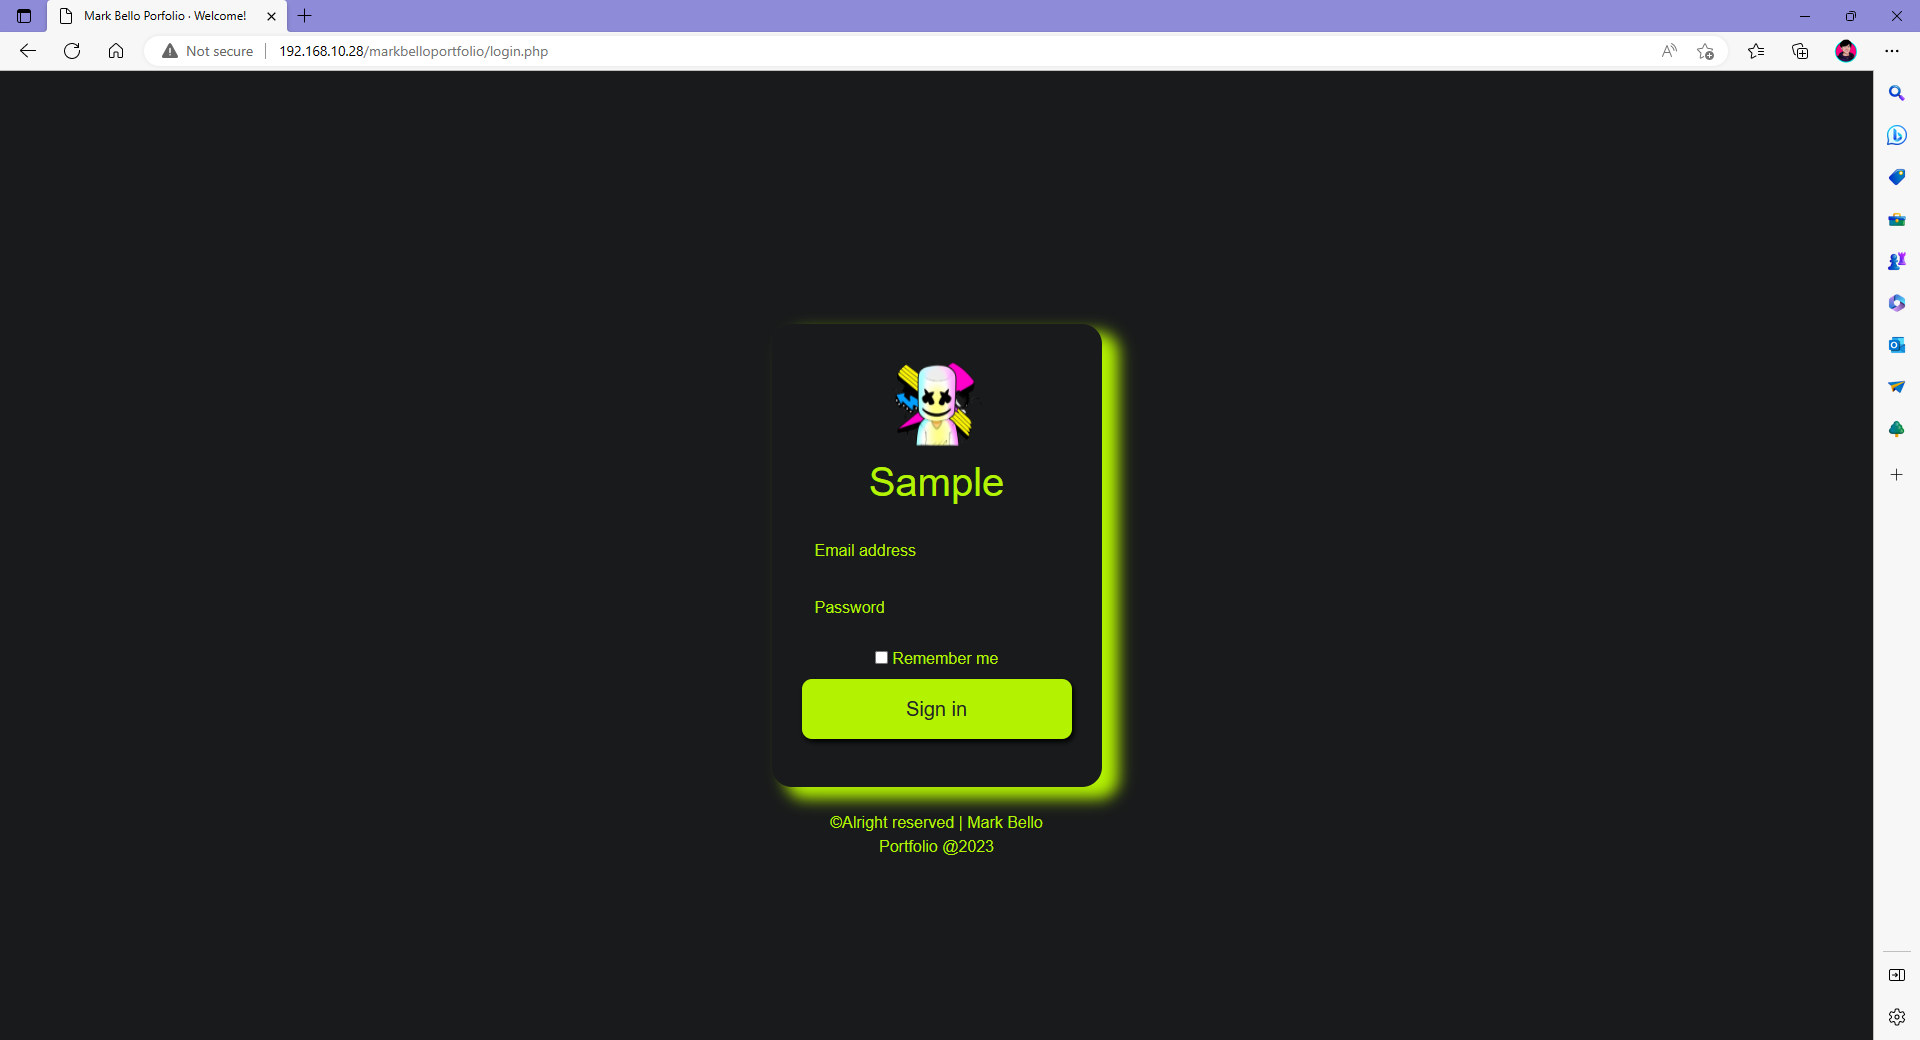 Mark Bello Porfolio · Welcome!
Not secure
192.168.10.28/markbelloportfolio/login.php
Sample
Email address
Password
Remember me
Sign in
©Alright reserved | Mark Bello
Portfolio @2023